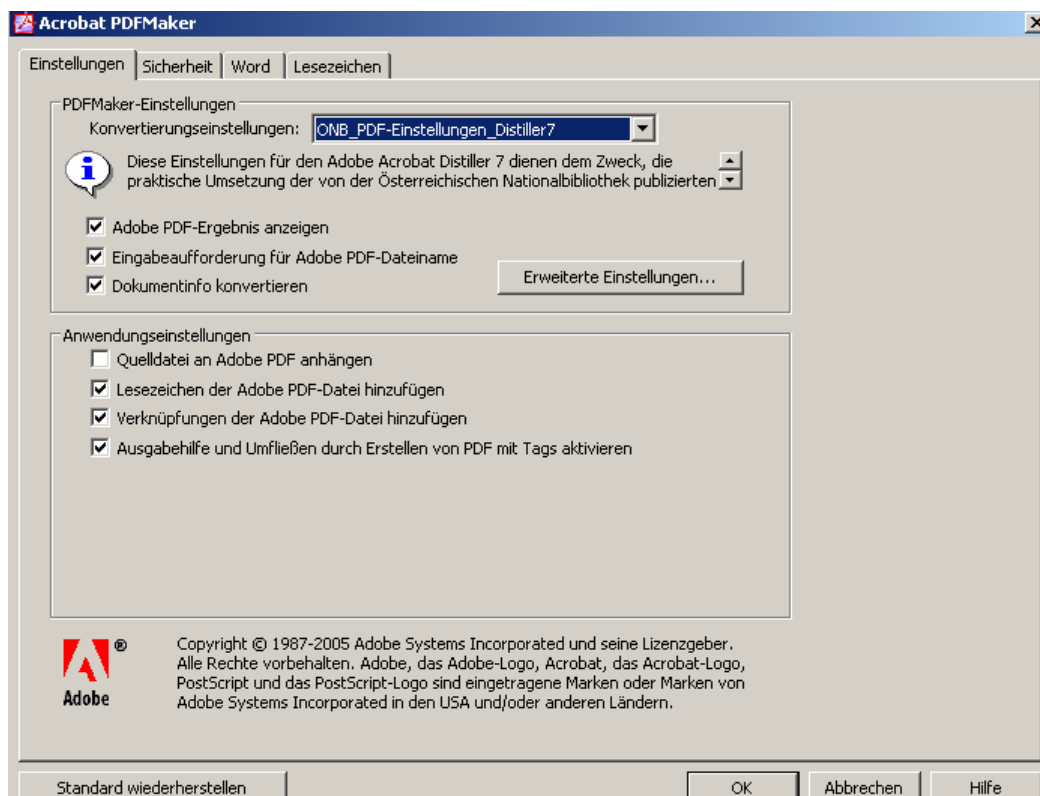 Acrobat PDFMaker
Einstellungen Sicherheit Word Lesezeichen
PDFMaker-Einstellungen
Konvertierungseinstellungen: ONB_PDF-Einstellungen_Distiller7
Diese Einstellungen für den Adobe Acrobat Distiller 7 dienen dem Zweck, die
praktische Umsetzung der von der Österreichischen Nationalbibliothek publizierten
Adobe PDF-Ergebnis anzeigen
Eingabeaufforderung für Adobe PDF-Dateiname
Erweiterte Einstellungen...
Dokumentinfo konvertieren
Anwendungseinstellungen
Quelldatei an Adobe PDF anhängen
Lesezeichen der Adobe PDF-Datei hinzufügen
Verknüpfungen der Adobe PDF-Datei hinzufügen
Ausgabehilfe und Umfließen durch Erstellen von PDF mit Tags aktivieren
Adobe
®
Copyright © 1987-2005 Adobe Systems Incorporated und seine Lizenzgeber.
Alle Rechte vorbehalten. Adobe, das Adobe-Logo, Acrobat, das Acrobat-Logo,
PostScript und das PostScript-Logo sind eingetragene Marken oder Marken von
Adobe Systems Incorporated in den USA und/oder anderen Ländern.
Standard wiederherstellen OK Abbrechen Hilfe